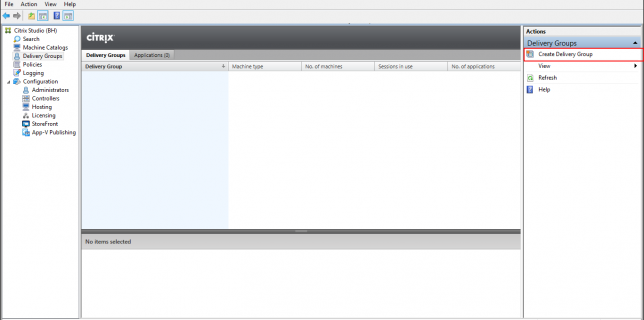 File Action View Help
Citrix Studio (BH)
Search
Machine Catalogs
Delivery Groups
Policies
Logging
Configuration
Administrators
Controllers
Hosting
Licensing
StoreFront
App-V Publishing
CITRIX
Delivery Groups Applications (0)
Delivery Group Machine type No. of machines Sessions in use No. of applications
No items selected
Actions
Delivery Groups
Create Delivery Group
View
Refresh
Help